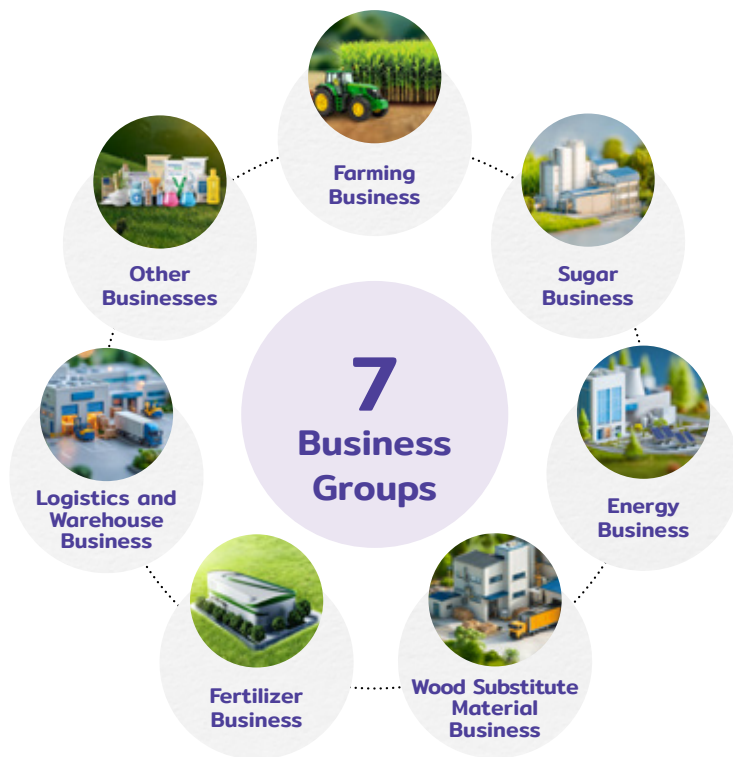 Farming
Business
Sugar
Business
Energy
Business
Wood Substitute
Material
Business
Fertilizer
Business
Logistics and
Warehouse
Business
Other
Businesses
7
Business
Groups